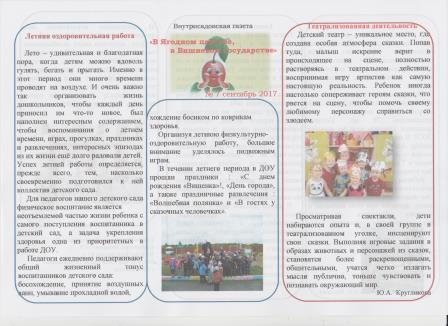 Летняя оздоровительная работа
Лето – удивительная и благодатная
пора, когда детям можно вдоволь
гулять, бегать и прыгать. Именно в
этот период они много времени
проводят на воздухе. И очень важно
так организовать жизнь
дошкольников, чтобы каждый день
приносил им что-то новое, был
наполнен интересным содержанием,
чтобы воспоминания о летнем
времени, играх, прогулках, праздниках
и развлечениях, интересных эпизодах
из их жизни ещё долго радовали детей.
Успех летней работы определяется,
прежде всего, тем, насколько
своевременно подготовился к ней
коллектив детского сада.
Для педагогов нашего детского сада
физическое воспитание является
неотъемлемой частью жизни ребенка с
самого поступления воспитанника в
детский сад, а задача укрепления
здоровья одна из приоритетных в
работе ДОУ.
Педагоги ежедневно поддерживают
общий жизненный тонус
воспитанников детского сада:
босохождение, принятие воздушных
ванн, умывание прохладной водой,
Внутрисадовская газета
«В Ягодном
в Вишнёвом государстве»
№ 7 сентябрь 2017
хождение босиком по коврикам
здоровья.
Организуя летнюю физкультурно-
оздоровительную работу, большое
внимание уделялось подвижным
играм.
В течении летнего периода в ДОУ
прошли праздники : «С днем
рождения «Вишенка»!, «День города»,
а также праздничные развлечения :
«Волшебная полянка» и «В гостях у
сказочных человечков».
Театрализованная деятельность
Детский театр – уникальное место, где
создана особая атмосфера сказки. Попав
туда, малыш искренне верит в
происходящее на сцене, полностью
растворяясь в театральном действии,
воспринимая игру артистов как самую
настоящую реальность. Ребенок иногда
настолько сопереживает героям сказки, что
рвется на сцену, чтобы помочь своему
любимому персонажу справиться со
злодеем.
Просматривая спектакли, дети
набираются опыта и, в своей группе в
театрализованном уголке, инсценируют
свои сказки. Выполняя игровые задания в
образах животных и персонажей из сказок,
становятся более раскрепощенными,
общительными, учатся четко излагать
мысли публично, тоньше чувствовать и
познавать окружающий мир.
Ю.А. Кругликова